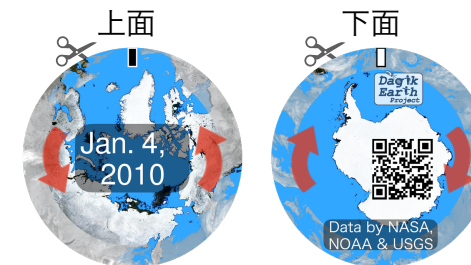 上面
下面
Jan. 4,
2010
Dagik
Earth
Project
Data by NASA,
NOAA & USGS